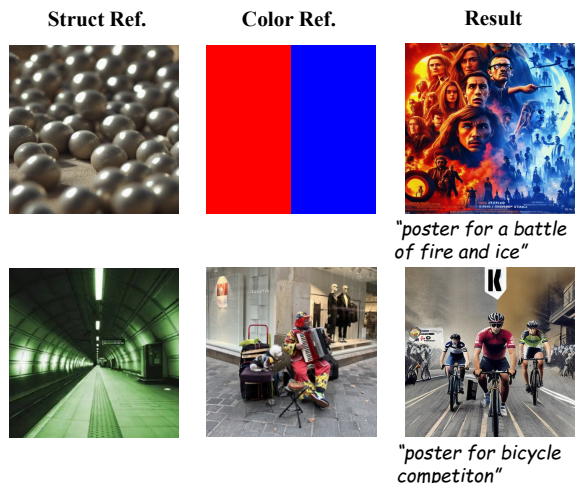 Struct Ref.
Color Ref.
Result
“poster for a battle
of fire and ice”
K
“poster for bicycle
competiton”